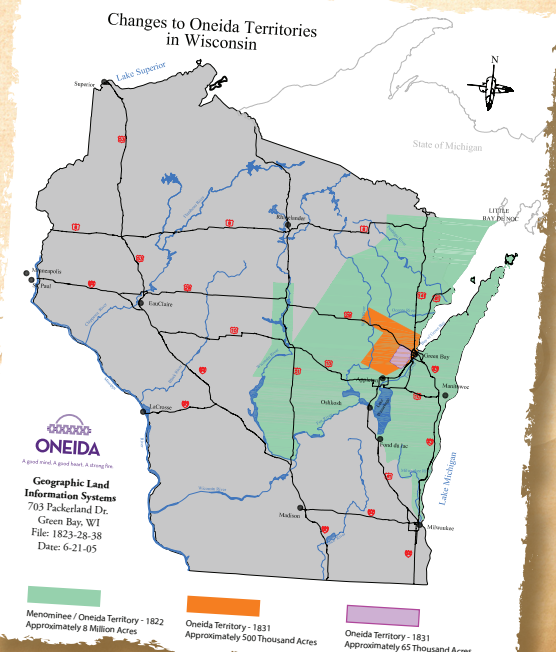 Changes to Oneida Territories
in Wisconsin
Lake Superior
Superior
N
State of Michigan
LITTLE
BAY DE NOC
Minneapolis
St. Paul
EauClaire
Green Bay
Appleton
Manitowoc
Oshkosh
Fond du lac
LaCrosse
Lake Michigan
Madison
Milwaukee
ONEIDA
A good mind. A good heart. A strong fire.
Geographic Land
Information Systems
703 Packerland Dr.
Green Bay, WI
File: 1823-28-38
Date: 6-21-05
Menominee / Oneida Territory - 1822
Approximately 8 Million Acres
Oneida Territory - 1831
Approximately 500 Thousand Acres
Oneida Territory - 1831
Approximately 65 Thousand Acres